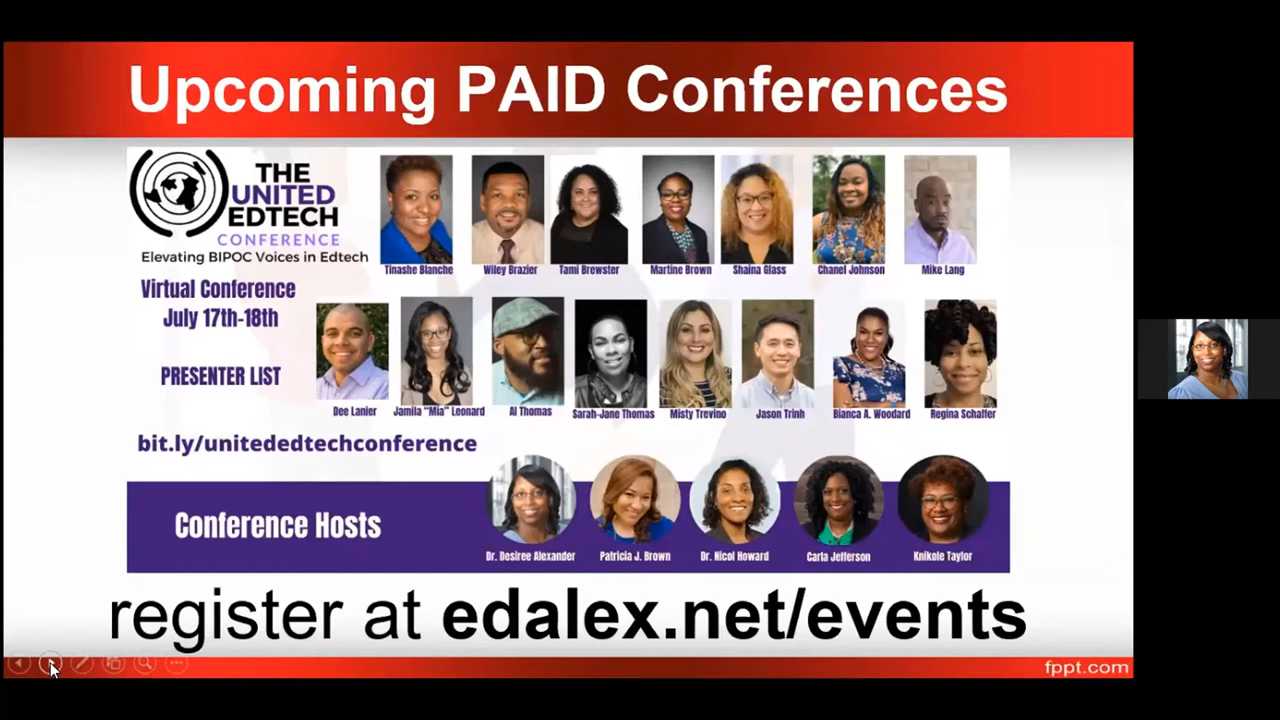 Upcoming PAID Conferences
THE
UNITED
EDTECH
CONFERENCE
Elevating BIPOC Voices in Edtech
Virtual Conference
July 17th-18th
PRESENTER LIST
Tinashe Blanche
Wiley Brazier
Tami Brewster
Martine Brown
Shaina Glass
Chanel Johnson
Mike Lang
Dee Lanier
Jamila "Mia" Leonard
Al Thomas
Sarah-Jane Thomas
Misty Trevino
Jason Trinh
Bianca A. Woodard
Regina Schaffer
bit.ly/unitededtechconference
Conference Hosts
Dr. Desiree Alexander
Patricia J. Brown
Dr. Nicol Howard
Carla Jefferson
Knikole Taylor
register at edalex.net/events
fppt.com